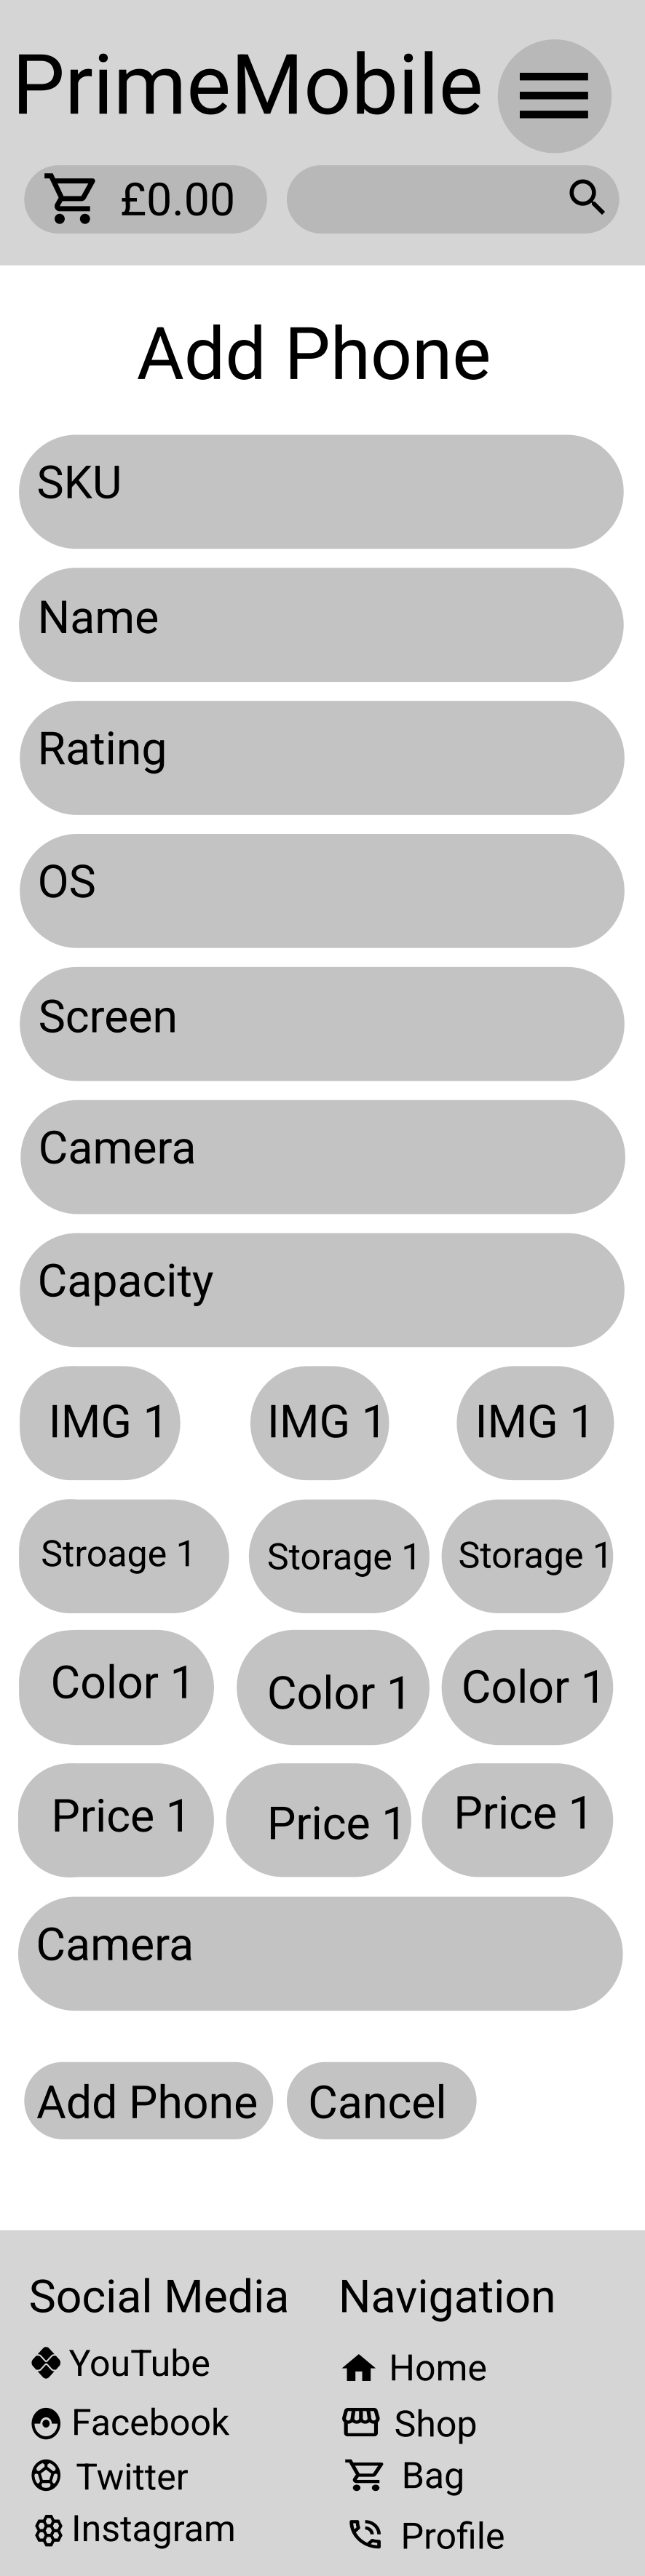 PrimeMobile
£0.00
Add Phone
SKU
Name
Rating
OS
Screen
Camera
Capacity
IMG 1 IMG 1 IMG 1
Stroage 1 Storage 1 Storage 1
Color 1 Color 1 Color 1
Price 1 Price 1 Price 1
Camera
Add Phone Cancel
Social Media
YouTube
Facebook
Twitter
Instagram
Navigation
Home
Shop
Bag
Profile